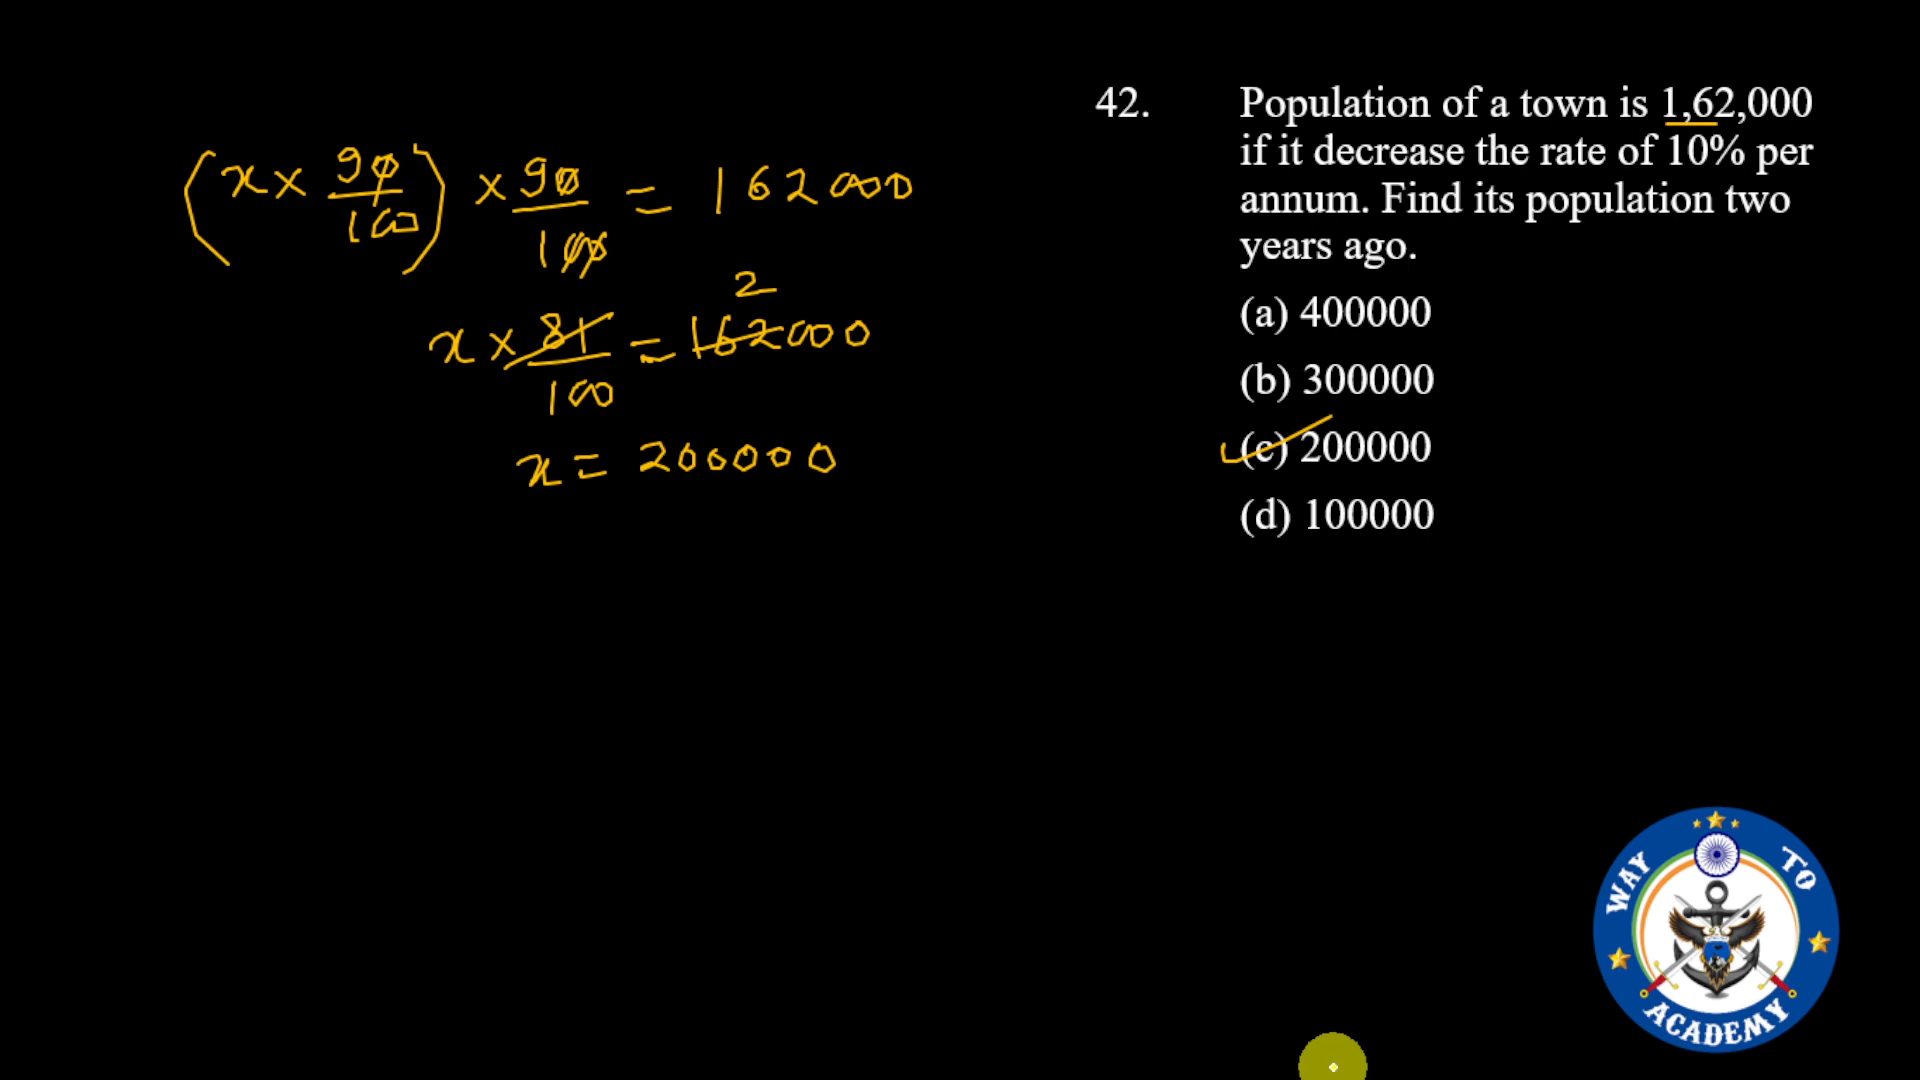 (x × 90/100) × 90/100 = 162000
2
x × 81/100 = 162000
x = 200000
42. Population of a town is 1,62,000
if it decrease the rate of 10% per
annum. Find its population two
years ago.
(a) 400000
(b) 300000
(c) 200000
(d) 100000
WAY TO
ACADEMY